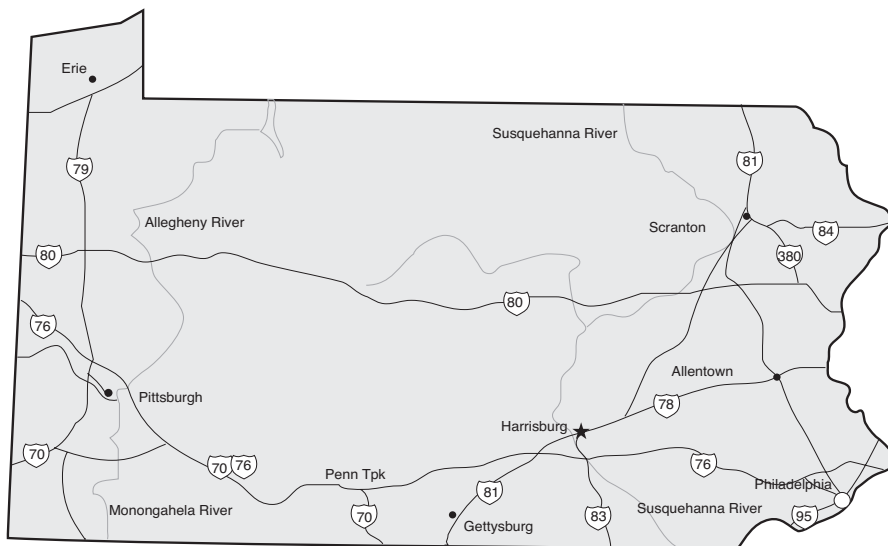 Erie
Susquehanna River
81
79
Allegheny River
Scranton
84
80
380
80
76
Allentown
Pittsburgh
78
Harrisburg
70
70
76
76
Penn Tpk
Philadelphia
81
Monongahela River
70
Gettysburg
83
Susquehanna River
95